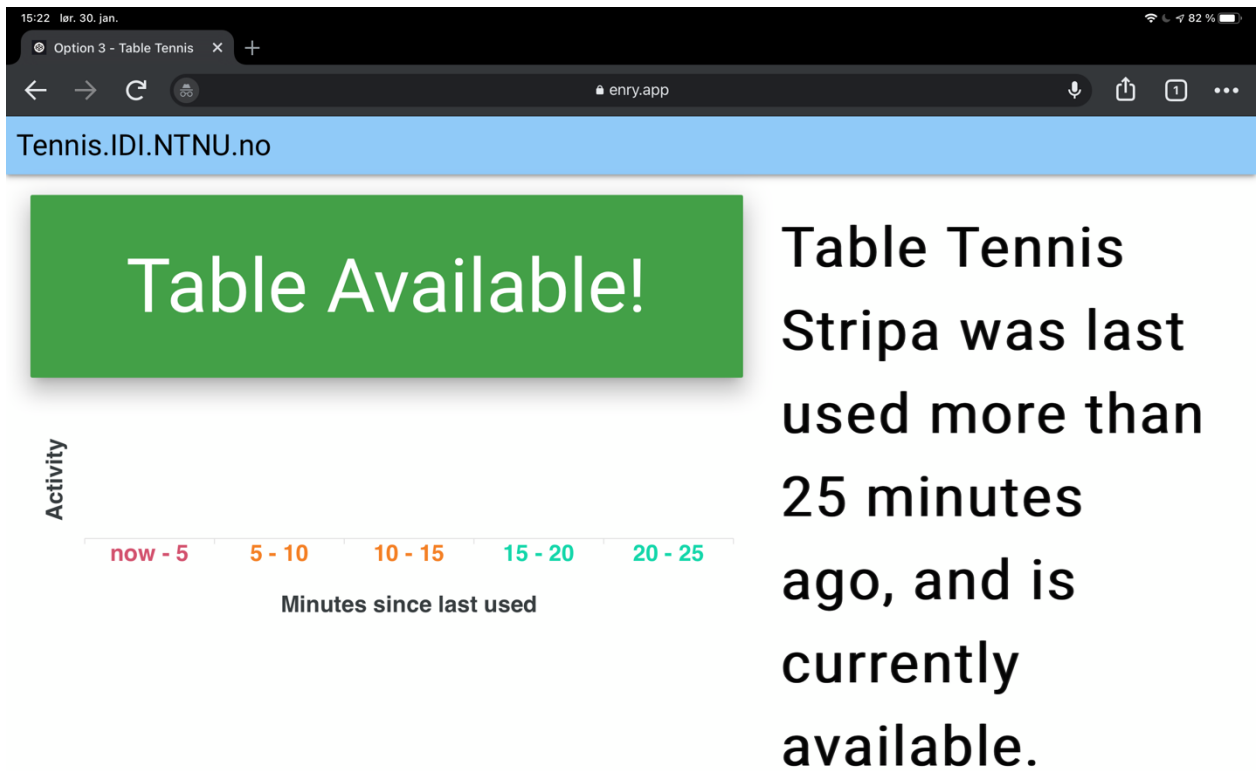 15:22 lør. 30. jan.
82 %
Option 3 - Table Tennis
enry.app
1
Tennis.IDI.NTNU.no
Table Available!
Activity
now - 5 5 - 10 10 - 15 15 - 20 20 - 25
Minutes since last used
Table Tennis
Stripa was last
used more than
25 minutes
ago, and is
currently
available.